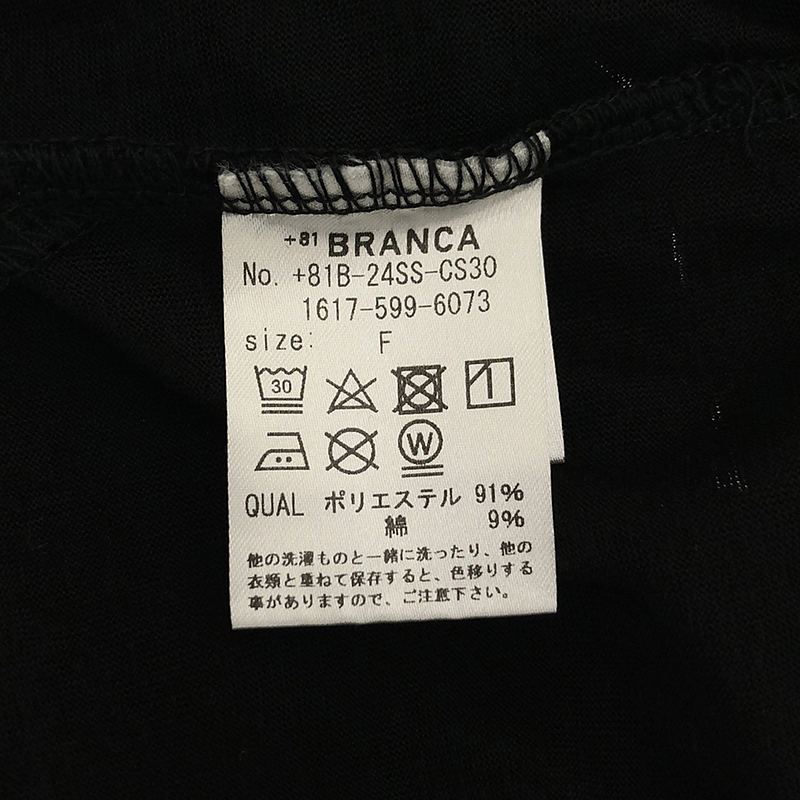 +81 BRANCA
No. +81B-24SS-CS30
1617-599-6073
size: F
30
W
QUAL ポリエステル 91%
綿 9%
他の洗濯ものと一緒に洗ったり、他の
衣類と重ねて保存すると、色移りする
事がありますので、ご注意下さい。